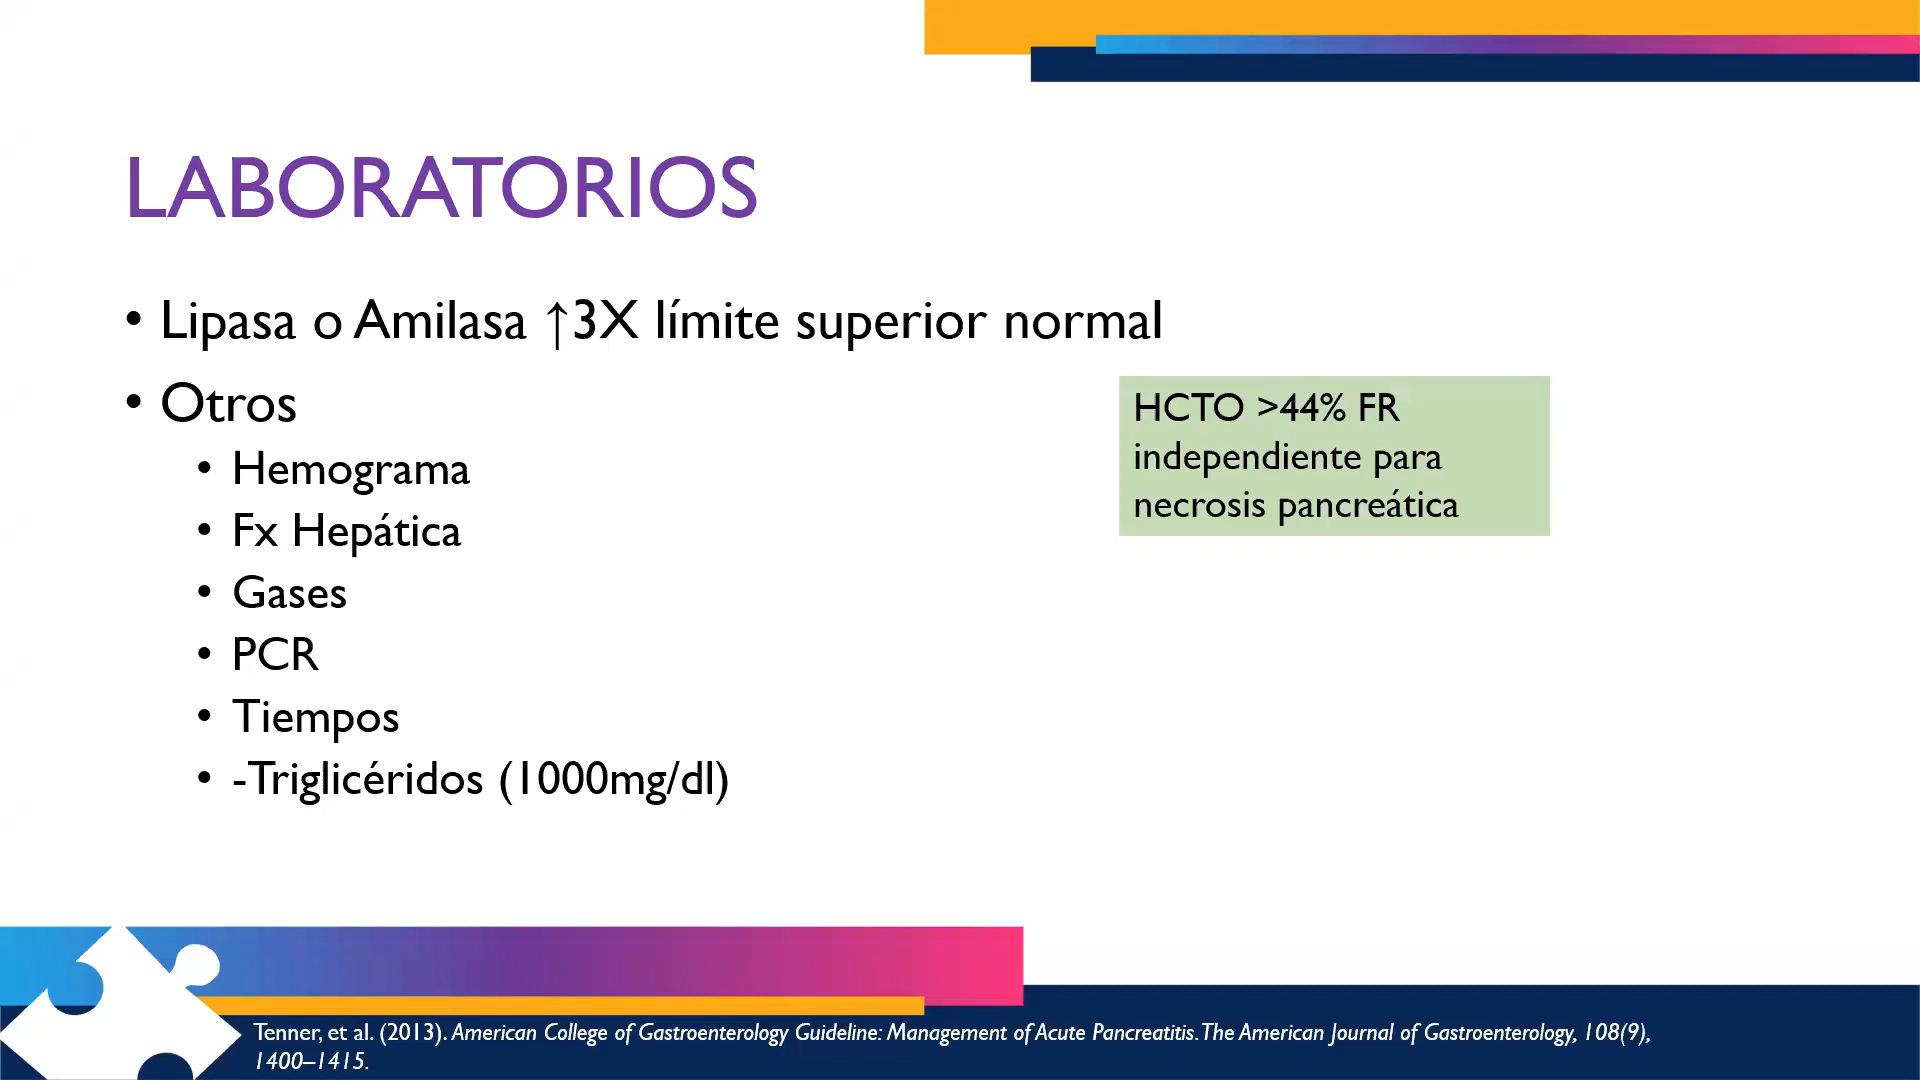 LABORATORIOS
• Lipasa o Amilasa ↑3X límite superior normal
• Otros
• Hemograma
• Fx Hepática
• Gases
• PCR
• Tiempos
• -Triglicéridos (1000mg/dl)
HCTO >44% FR
independiente para
necrosis pancreática
Tenner, et al. (2013). American College of Gastroenterology Guideline: Management of Acute Pancreatitis. The American Journal of Gastroenterology, 108(9),
1400–1415.